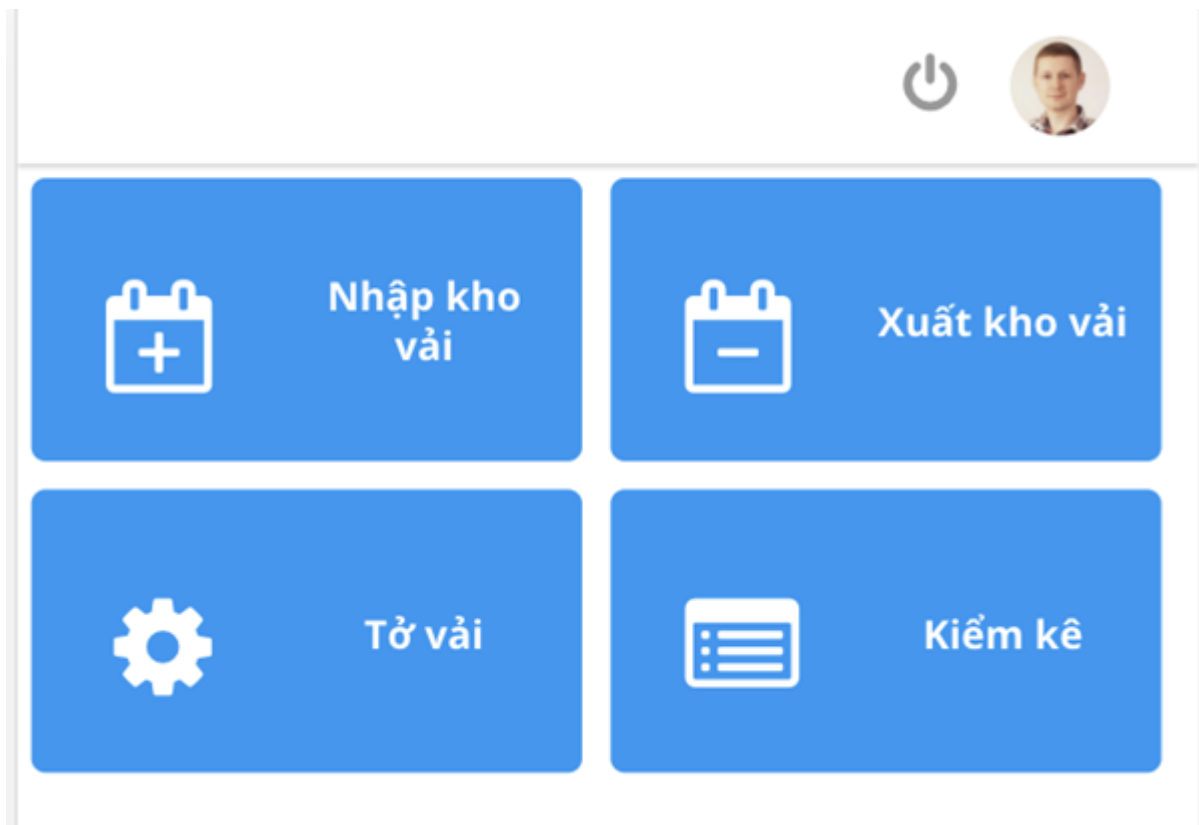 Nhập kho
vải
Xuất kho vải
Tở vải
Kiểm kê